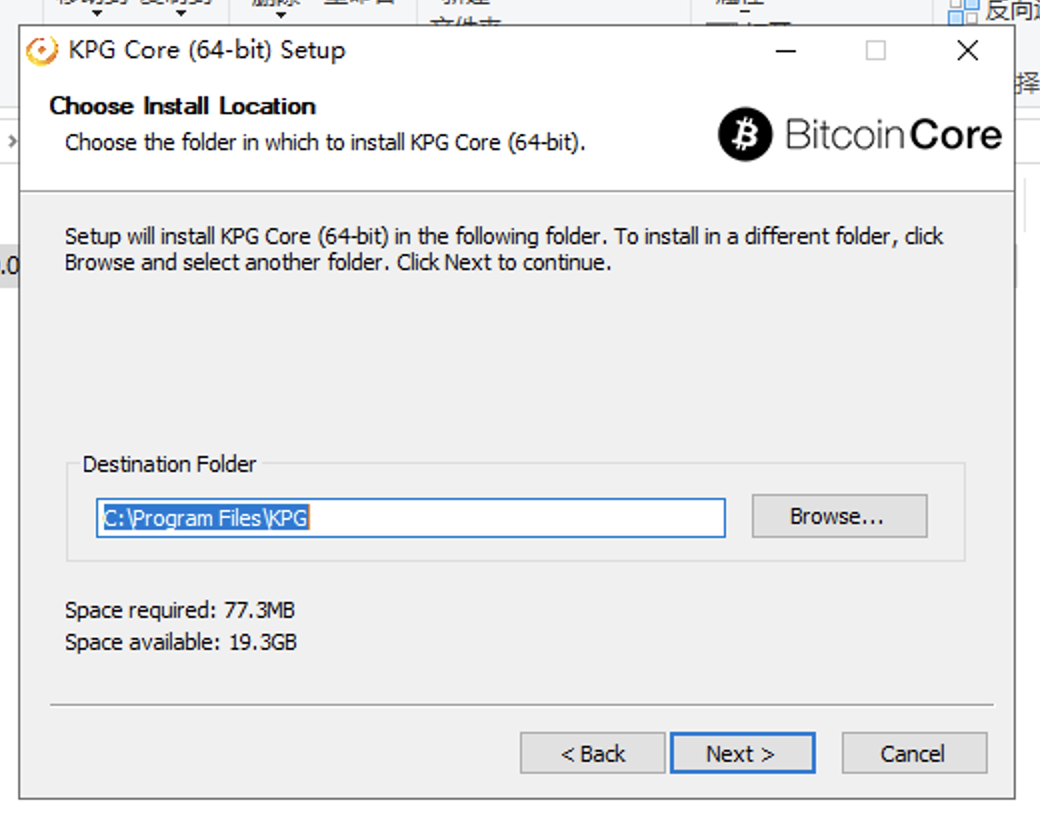 KPG Core (64-bit) Setup
Choose Install Location
Choose the folder in which to install KPG Core (64-bit).
BitcoinCore
Setup will install KPG Core (64-bit) in the following folder. To install in a different folder, click
Browse and select another folder. Click Next to continue.
Destination Folder
C:\Program Files\KPG
Browse...
Space required: 77.3MB
Space available: 19.3GB
< Back
Next >
Cancel